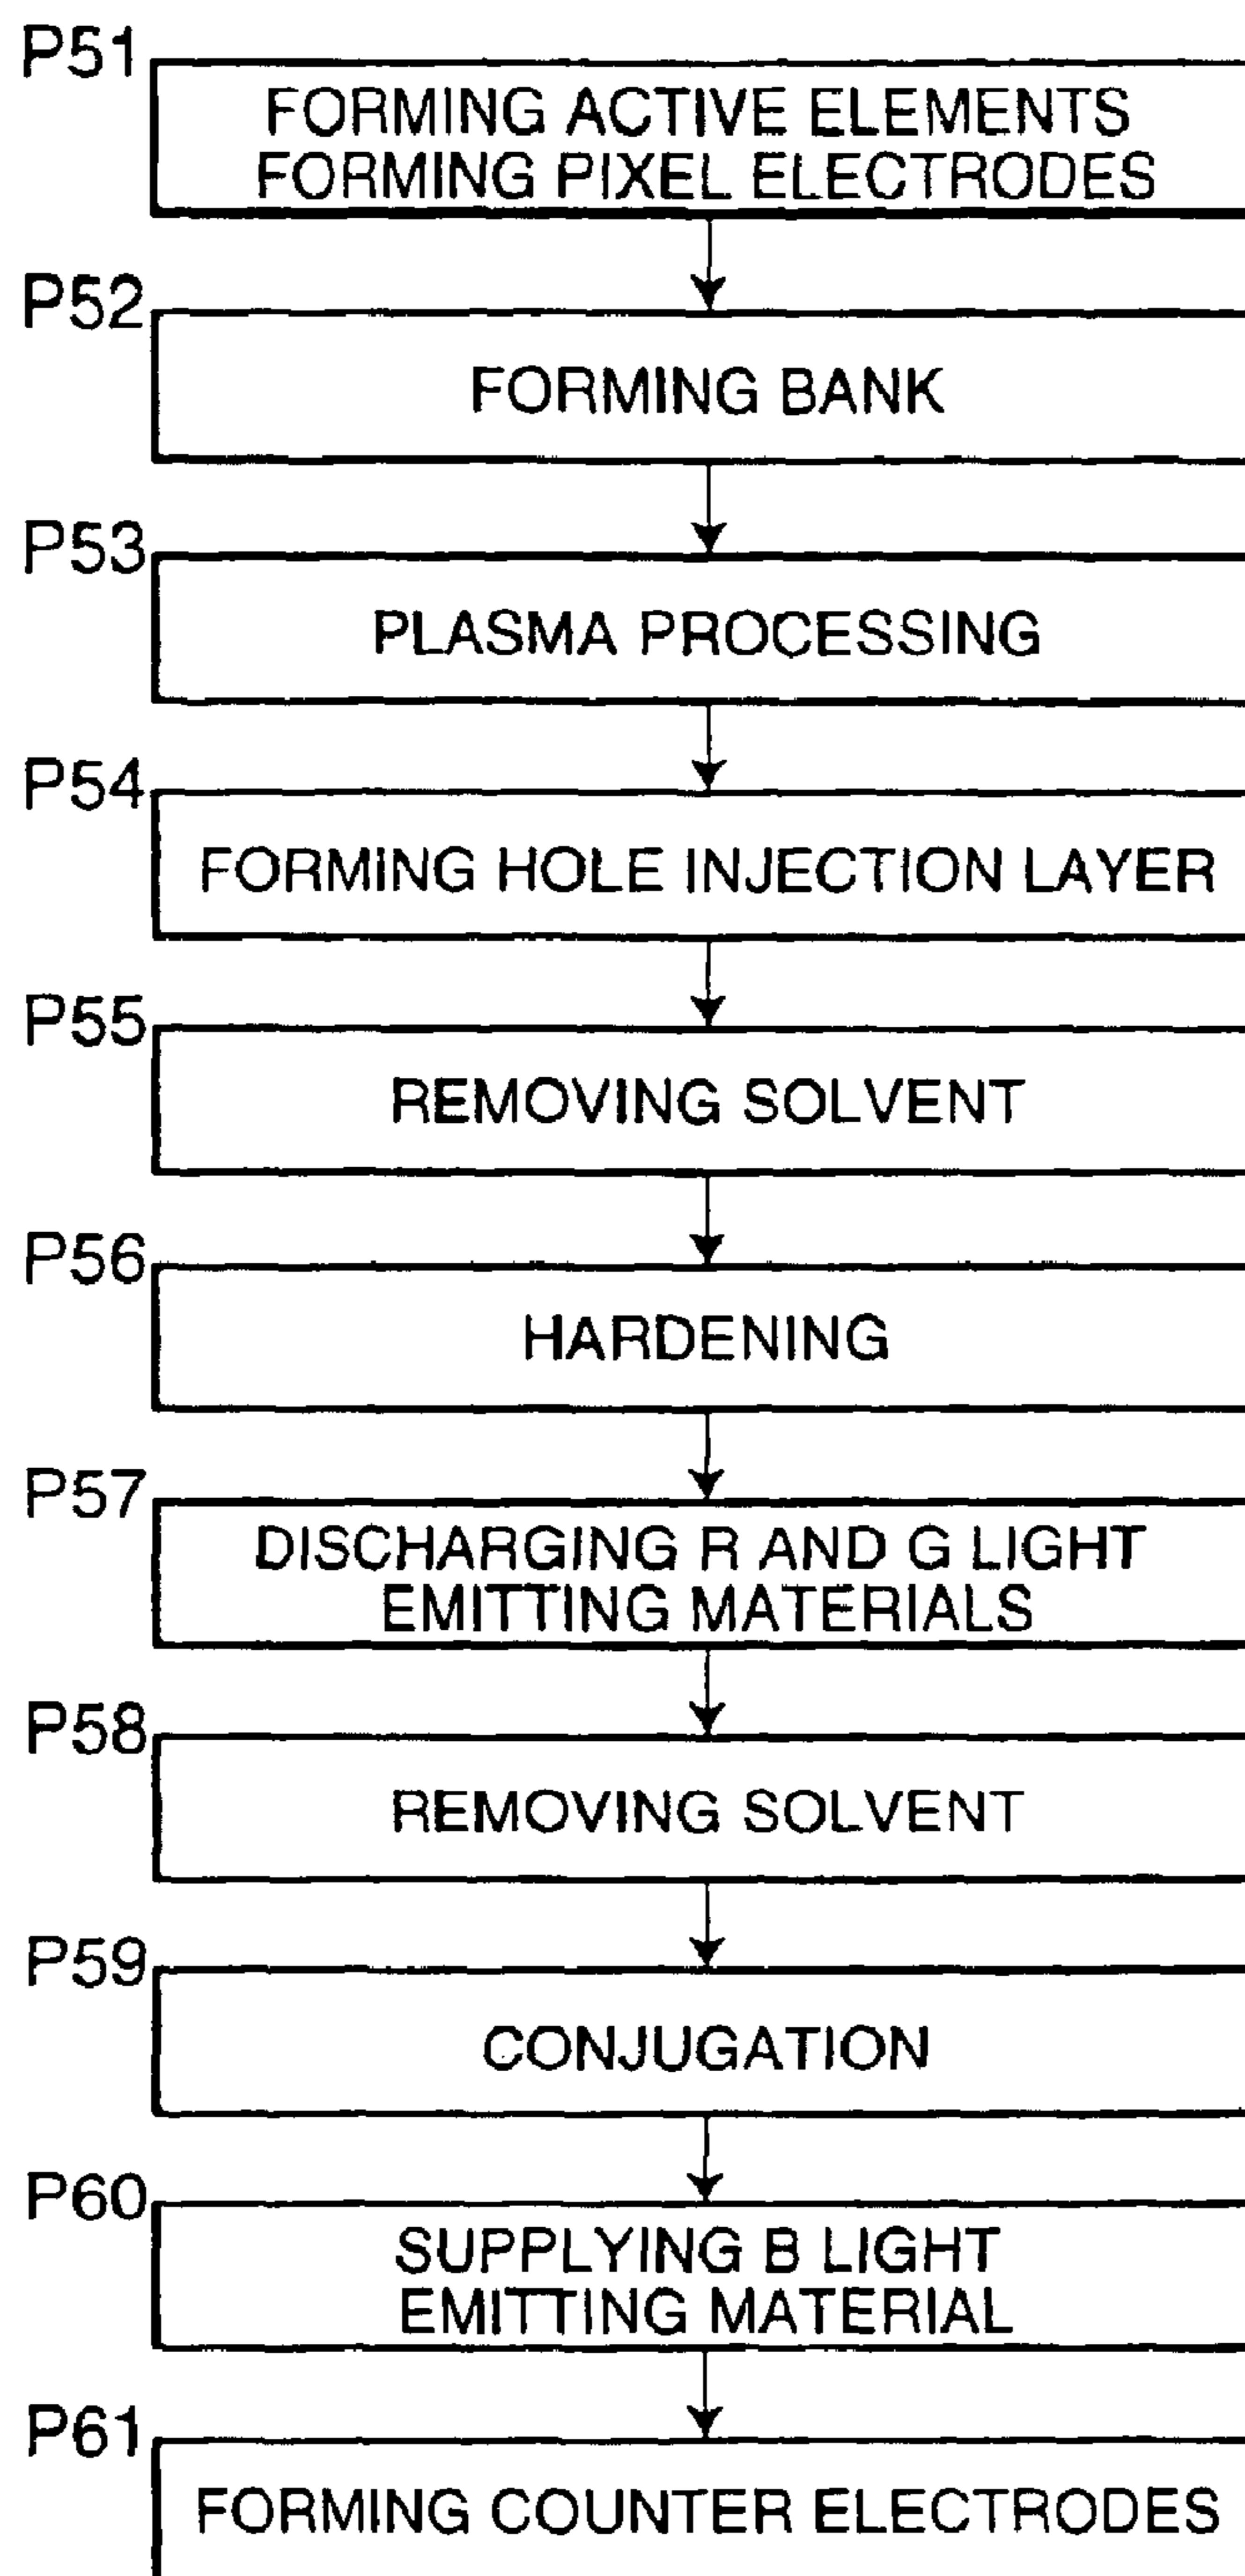 P51
FORMING ACTIVE ELEMENTS
FORMING PIXEL ELECTRODES
P52
FORMING BANK
P53
PLASMA PROCESSING
P54
FORMING HOLE INJECTION LAYER
P55
REMOVING SOLVENT
P56
HARDENING
P57
DISCHARGING R AND G LIGHT
EMITTING MATERIALS
P58
REMOVING SOLVENT
P59
CONJUGATION
P60
SUPPLYING B LIGHT
EMITTING MATERIAL
P61
FORMING COUNTER ELECTRODES